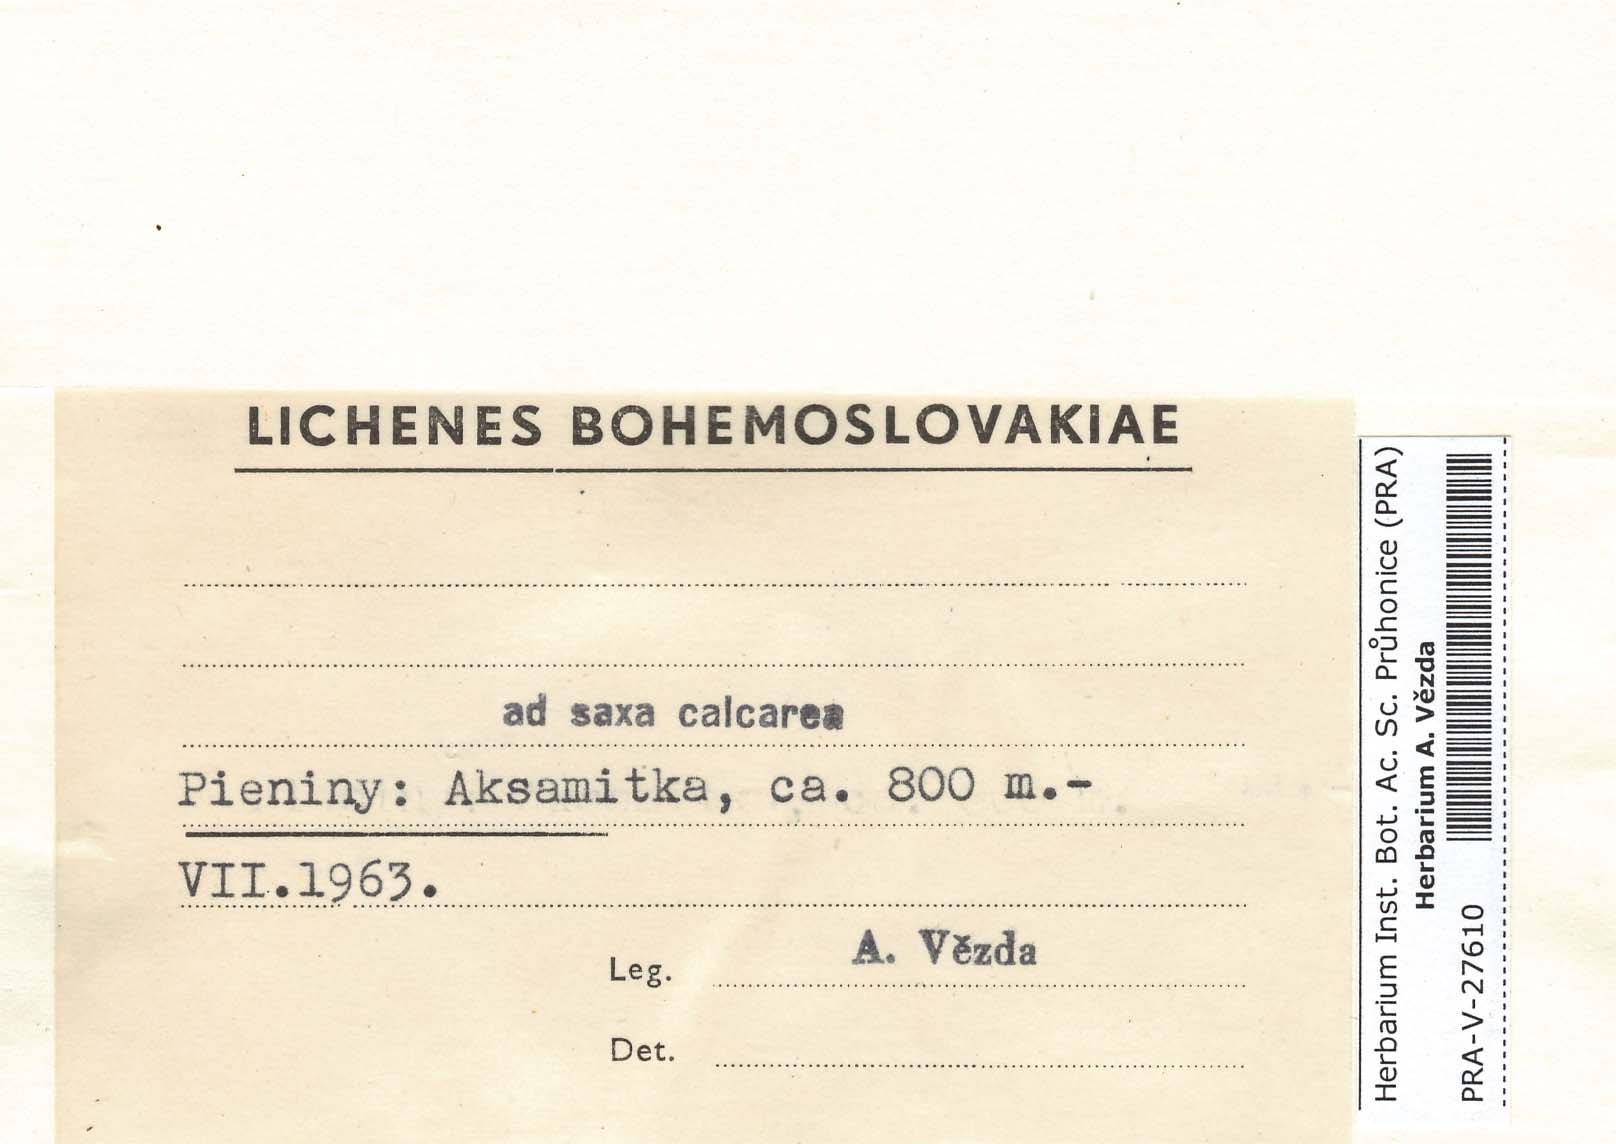 LICHENES BOHEMOSLOVAKIAE
ad saxa calcarea
Pieniny: Aksamitka, ca. 800 m.-
VII.1963.
Leg. A. Vězda
Det.
Herbarium Inst. Bot. Ac. Sc. Průhonice (PRA)
Herbarium A. Vězda
PRA-V-27610